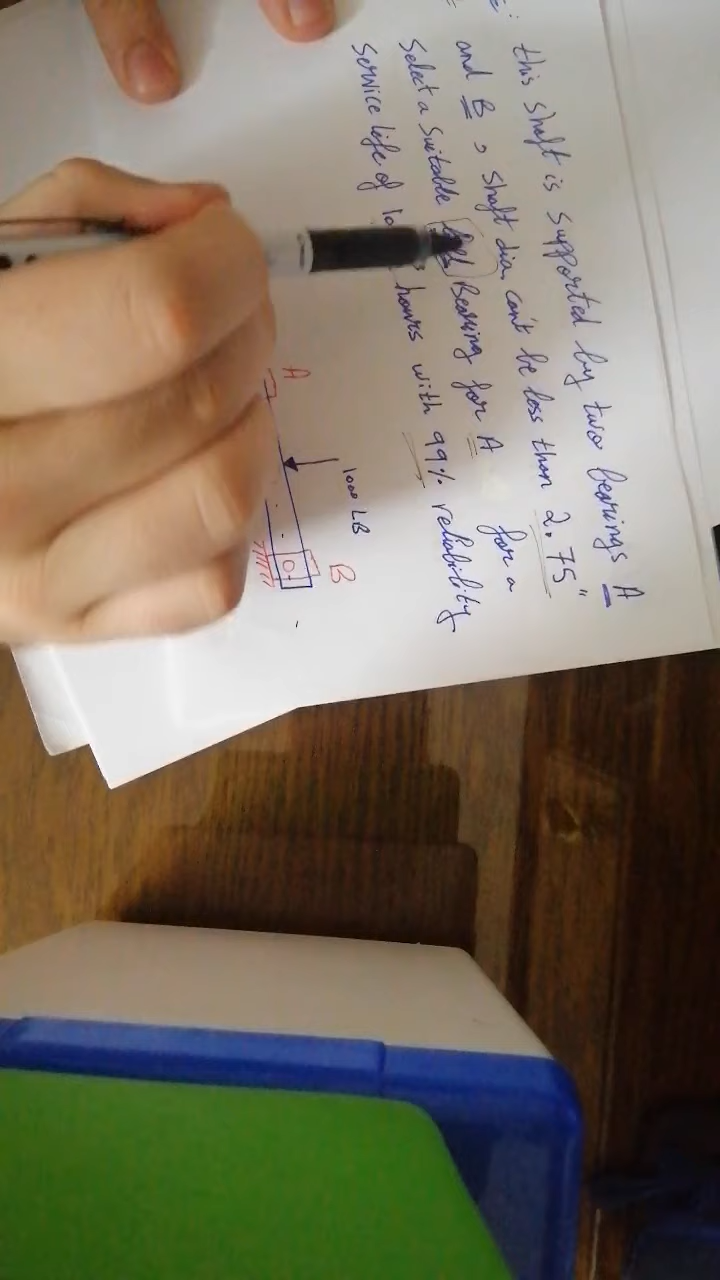 this shaft is supported by two bearings A
and B , shaft dia can't be less than 2.75"
Select a Suitable Bearing for A for a
Service life of hours with 99% reliability
A
1000 LB
B